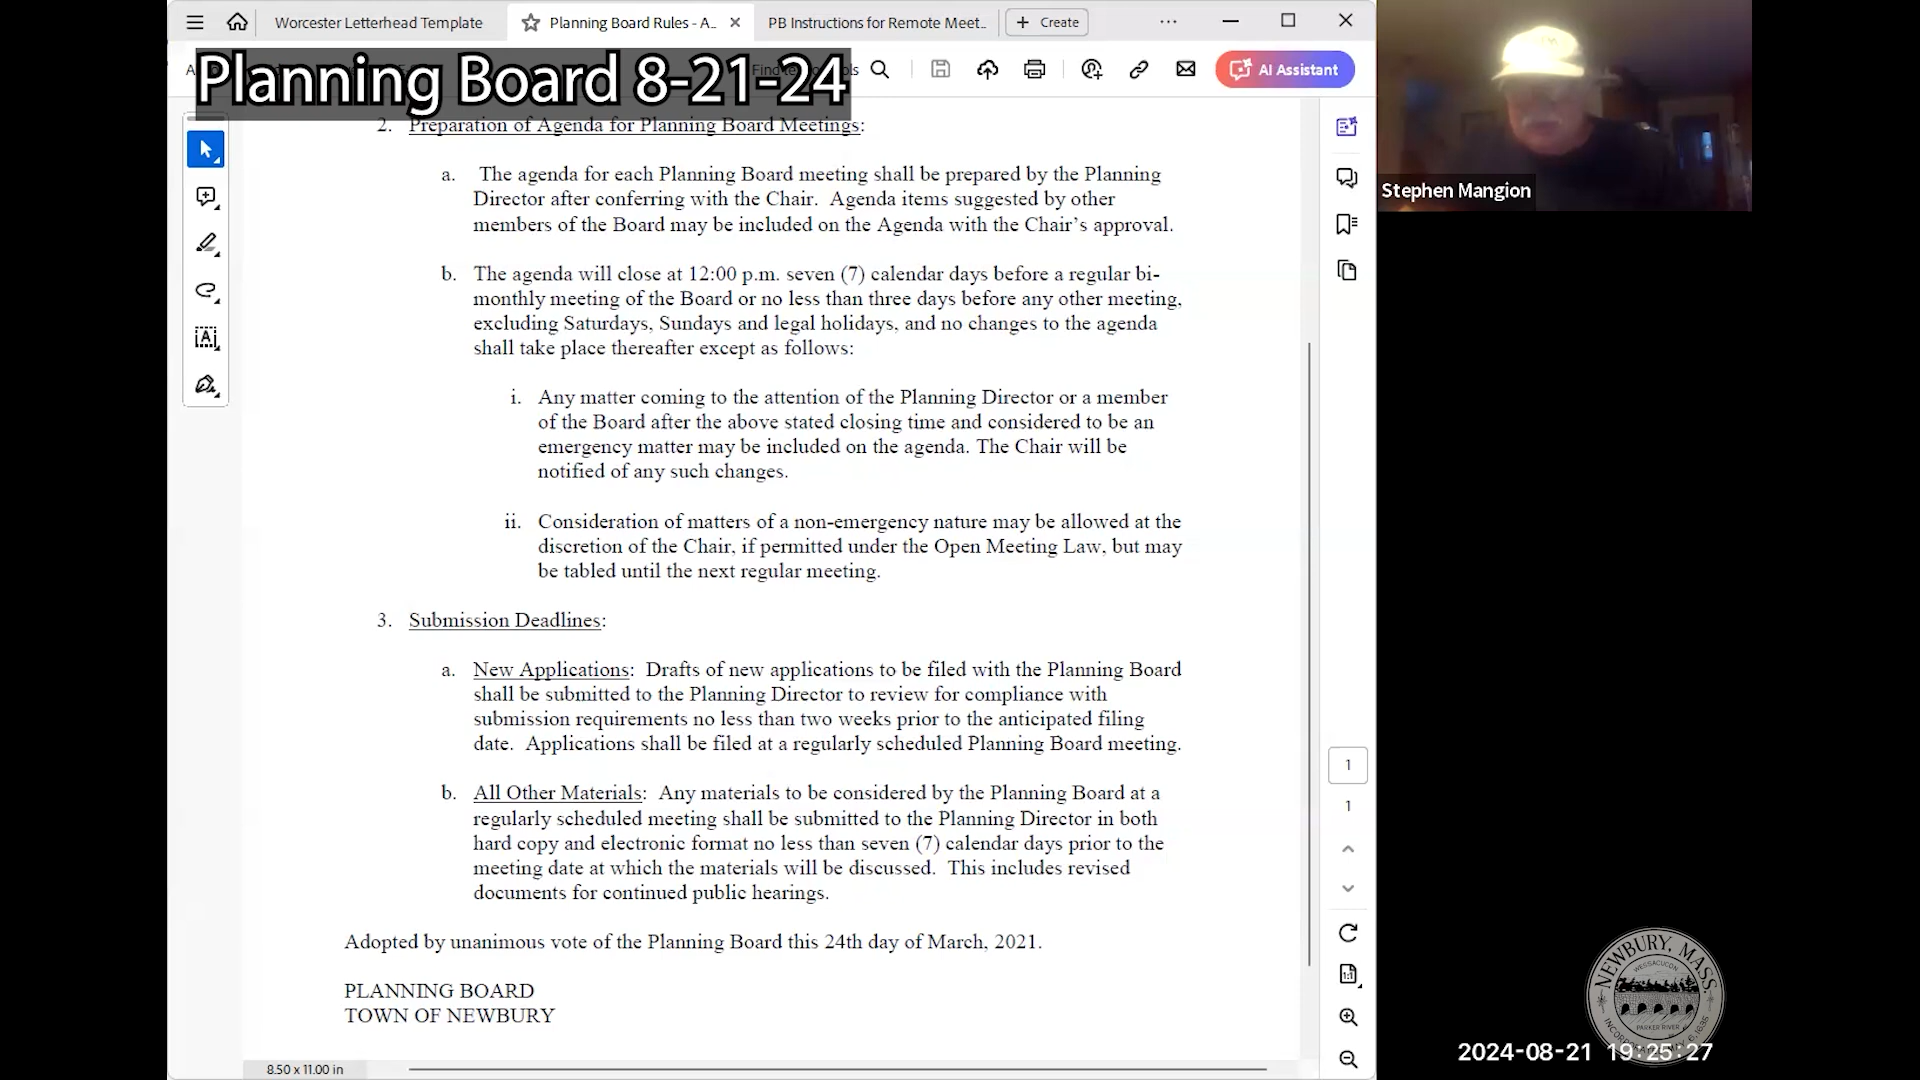 Worcester Letterhead Template
Planning Board Rules - A..
PB Instructions for Remote Meet..
Create
Planning Board 8-21-24
AI Assistant
2. Preparation of Agenda for Planning Board Meetings:
a. The agenda for each Planning Board meeting shall be prepared by the Planning
Director after conferring with the Chair. Agenda items suggested by other
members of the Board may be included on the Agenda with the Chair's approval.
b. The agenda will close at 12:00 p.m. seven (7) calendar days before a regular bi-
monthly meeting of the Board or no less than three days before any other meeting,
excluding Saturdays, Sundays and legal holidays, and no changes to the agenda
shall take place thereafter except as follows:
i. Any matter coming to the attention of the Planning Director or a member
of the Board after the above stated closing time and considered to be an
emergency matter may be included on the agenda. The Chair will be
notified of any such changes.
ii. Consideration of matters of a non-emergency nature may be allowed at the
discretion of the Chair, if permitted under the Open Meeting Law, but may
be tabled until the next regular meeting.
3. Submission Deadlines:
a. New Applications: Drafts of new applications to be filed with the Planning Board
shall be submitted to the Planning Director to review for compliance with
submission requirements no less than two weeks prior to the anticipated filing
date. Applications shall be filed at a regularly scheduled Planning Board meeting.
b. All Other Materials: Any materials to be considered by the Planning Board at a
regularly scheduled meeting shall be submitted to the Planning Director in both
hard copy and electronic format no less than seven (7) calendar days prior to the
meeting date at which the materials will be discussed. This includes revised
documents for continued public hearings.
Adopted by unanimous vote of the Planning Board this 24th day of March, 2021.
PLANNING BOARD
TOWN OF NEWBURY
8.50 x 11.00 in
1
1
Stephen Mangion
NEWBURY, MASS.
WESSACUCON
PARKER RIVER
2024-08-21 19:25:27